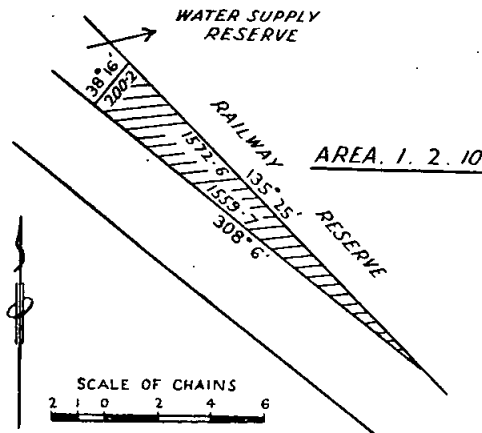 WATER SUPPLY
RESERVE
38° 16'
200·2
RAILWAY RESERVE
1572·6
135° 25'
1559·7
308° 6'
AREA. 1. 2. 10
SCALE OF CHAINS
2 1 0 2 4 6